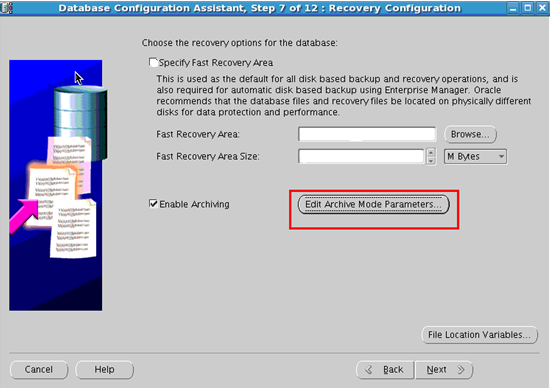 Database Configuration Assistant, Step 7 of 12 : Recovery Configuration
Choose the recovery options for the database:
Specify Fast Recovery Area
This is used as the default for all disk based backup and recovery operations, and is
also required for automatic disk based backup using Enterprise Manager. Oracle
recommends that the database files and recovery files be located on physically different
disks for data protection and performance.
Fast Recovery Area:
Browse...
Fast Recovery Area Size:
M Bytes
Enable Archiving
Edit Archive Mode Parameters...
File Location Variables...
Cancel
Help
Back
Next